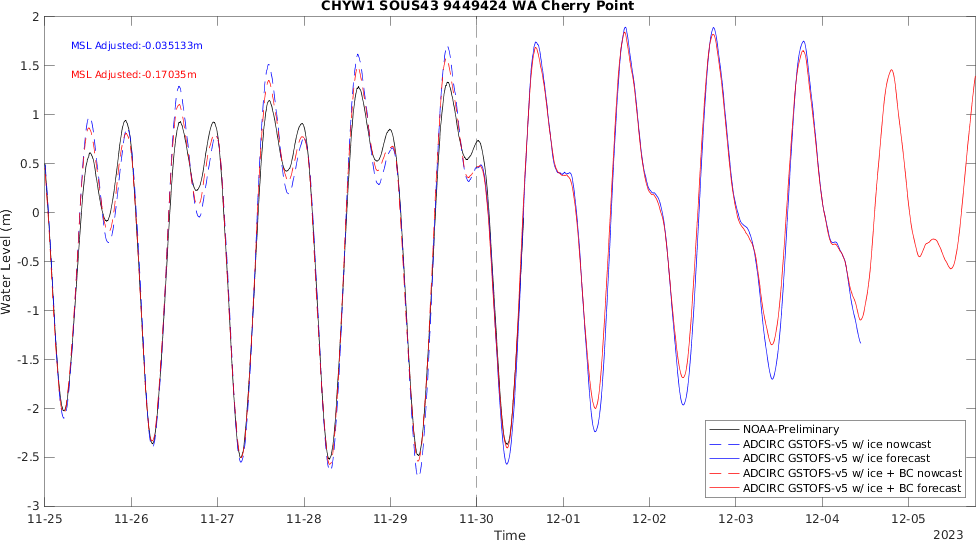 CHYW1 SOUS43 9449424 WA Cherry Point
MSL Adjusted:-0.035133m
MSL Adjusted:-0.17035m
Water Level (m)
2
1.5
1
0.5
0
-0.5
-1
-1.5
-2
-2.5
-3
NOAA-Preliminary
ADCIRC GSTOFS-v5 w/ ice nowcast
ADCIRC GSTOFS-v5 w/ ice forecast
ADCIRC GSTOFS-v5 w/ ice + BC nowcast
ADCIRC GSTOFS-v5 w/ ice + BC forecast
11-25 11-26 11-27 11-28 11-29 11-30 12-01 12-02 12-03 12-04 12-05
Time
2023